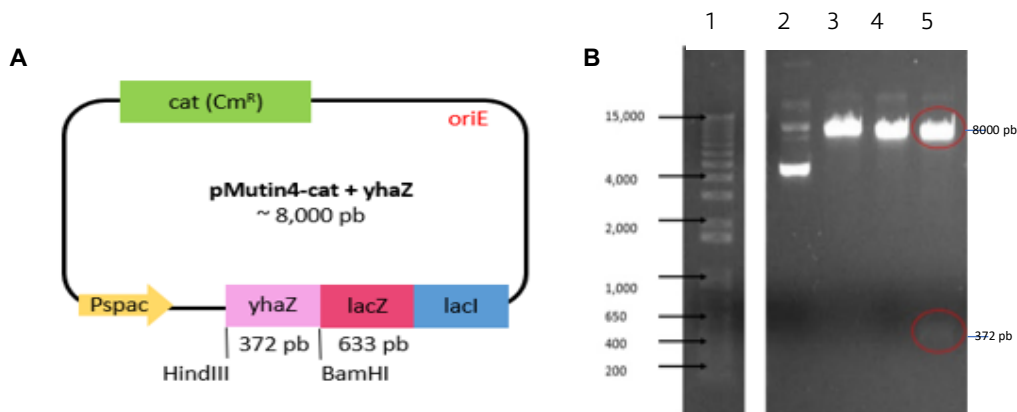 A
cat (Cmᴿ)
oriE
pMutin4-cat + yhaZ
~ 8,000 pb
Pspac
yhaZ
lacZ
lacI
372 pb
633 pb
HindIII
BamHI
B
1 2 3 4 5
15,000
4,000
2,000
1,000
650
400
200
8000 pb
372 pb